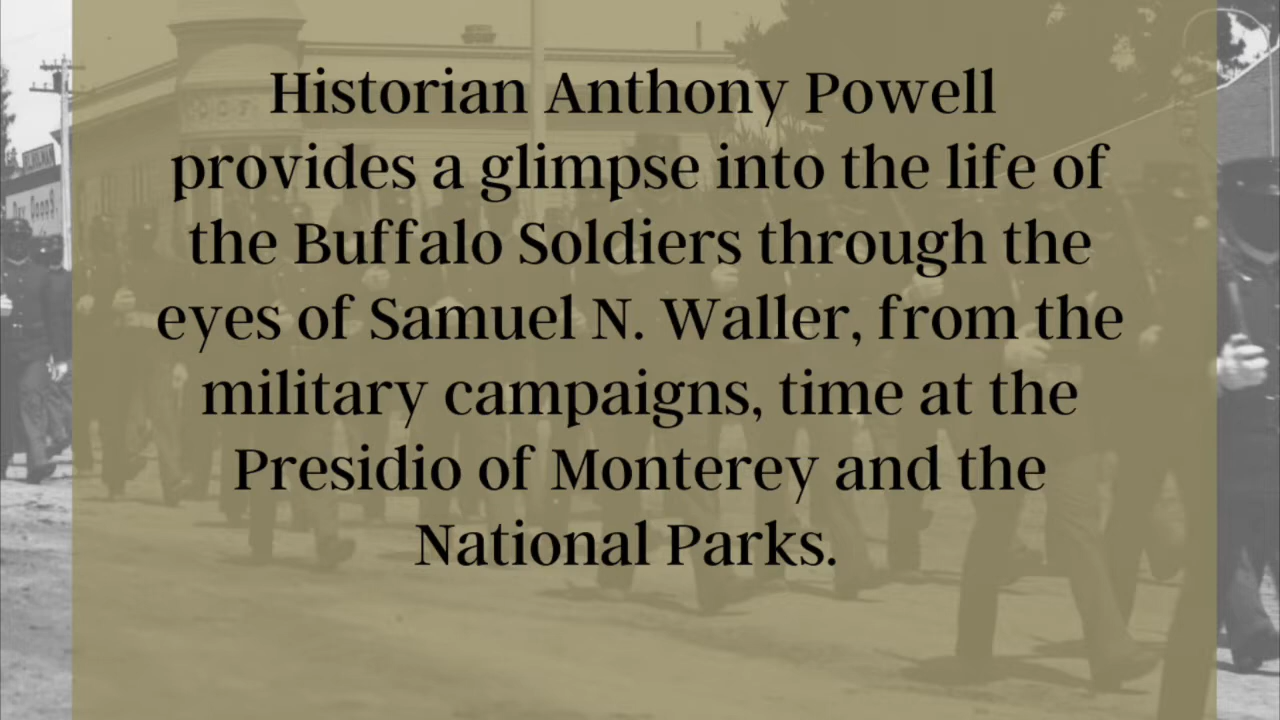 Historian Anthony Powell
provides a glimpse into the life of
the Buffalo Soldiers through the
eyes of Samuel N. Waller, from the
military campaigns, time at the
Presidio of Monterey and the
National Parks.